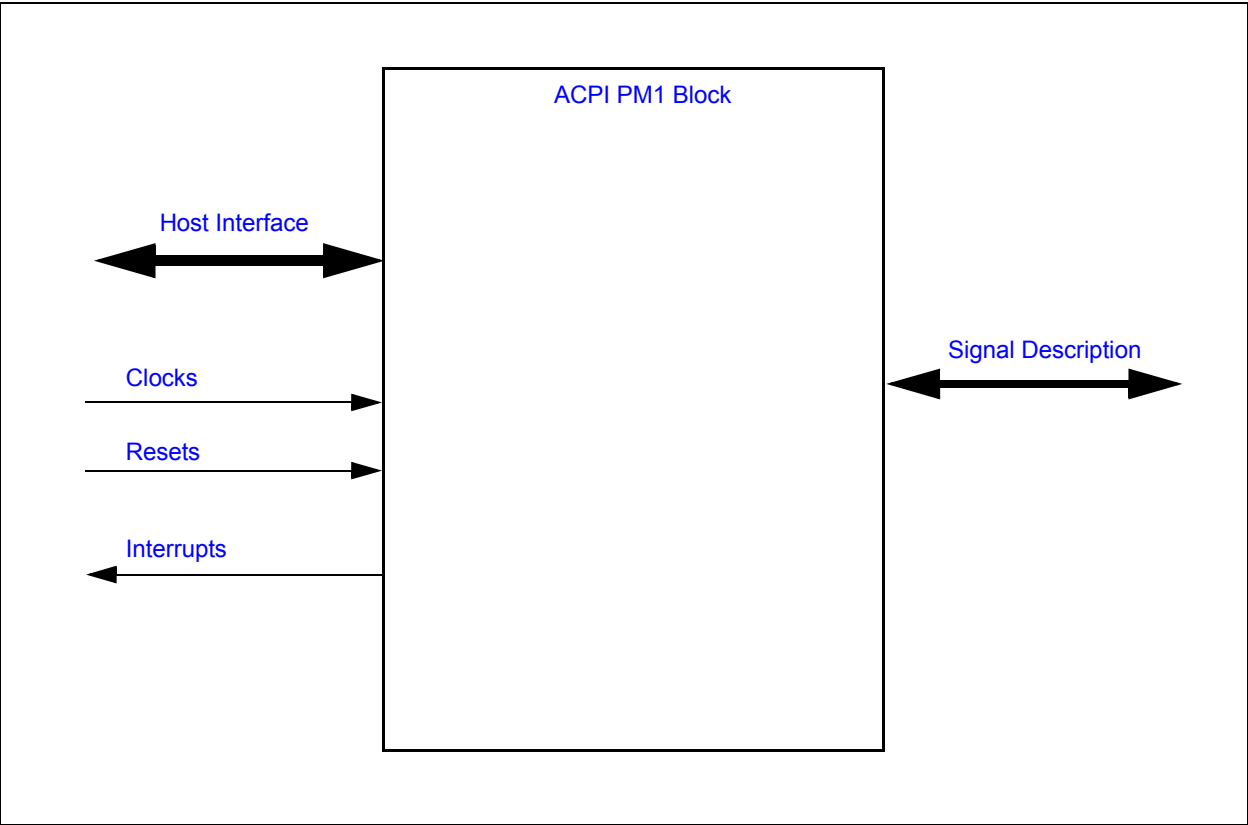 ACPI PM1 Block
Host Interface
Signal Description
Clocks
Resets
Interrupts